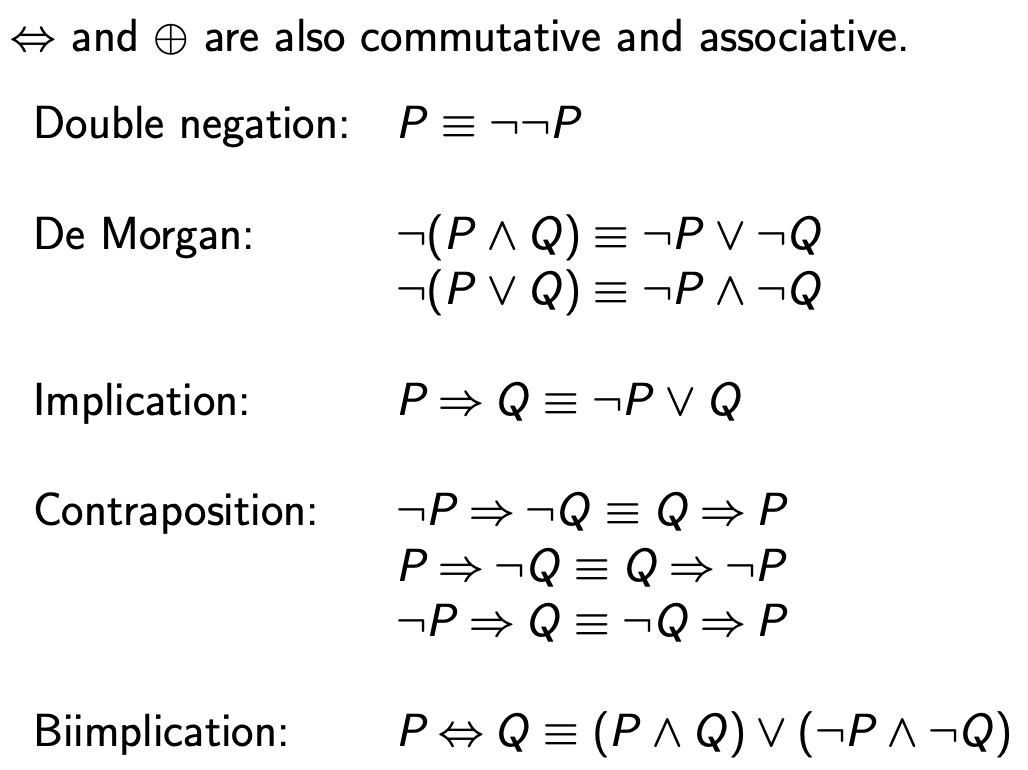 ⇔ and ⊕ are also commutative and associative.
Double negation: P ≡ ¬¬P
De Morgan: ¬(P ∧ Q) ≡ ¬P ∨ ¬Q
¬(P ∨ Q) ≡ ¬P ∧ ¬Q
Implication: P ⇒ Q ≡ ¬P ∨ Q
Contraposition: ¬P ⇒ ¬Q ≡ Q ⇒ P
P ⇒ ¬Q ≡ Q ⇒ ¬P
¬P ⇒ Q ≡ ¬Q ⇒ P
Biimplication: P ⇔ Q ≡ (P ∧ Q) ∨ (¬P ∧ ¬Q)